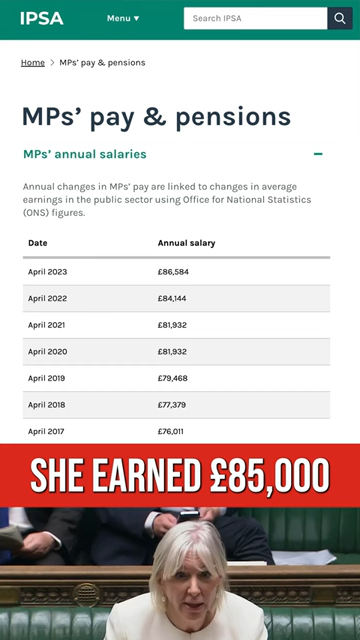 IPSA Menu ▼ Search IPSA
Home > MPs' pay & pensions
MPs' pay & pensions
MPs' annual salaries −
Annual changes in MPs' pay are linked to changes in average
earnings in the public sector using Office for National Statistics
(ONS) figures.
Date Annual salary
April 2023 £86,584
April 2022 £84,144
April 2021 £81,932
April 2020 £81,932
April 2019 £79,468
April 2018 £77,379
April 2017 £76,011
SHE EARNED £85,000